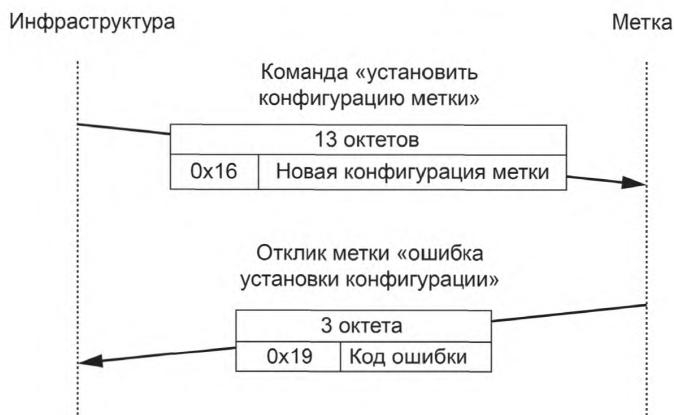 Инфраструктура
Метка
Команда «установить
конфигурацию метки»
13 октетов
0x16
Новая конфигурация метки
Отклик метки «ошибка
установки конфигурации»
3 октета
0x19
Код ошибки